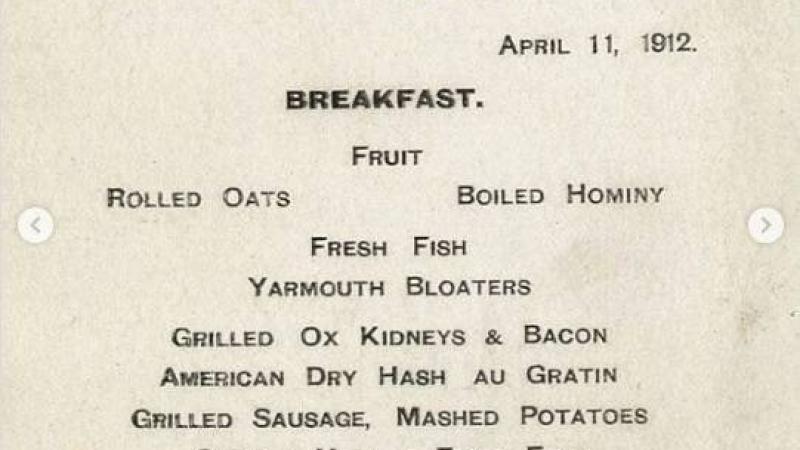 APRIL 11, 1912.
BREAKFAST.
FRUIT
ROLLED OATS BOILED HOMINY
FRESH FISH
YARMOUTH BLOATERS
GRILLED OX KIDNEYS & BACON
AMERICAN DRY HASH AU GRATIN
GRILLED SAUSAGE, MASHED POTATOES